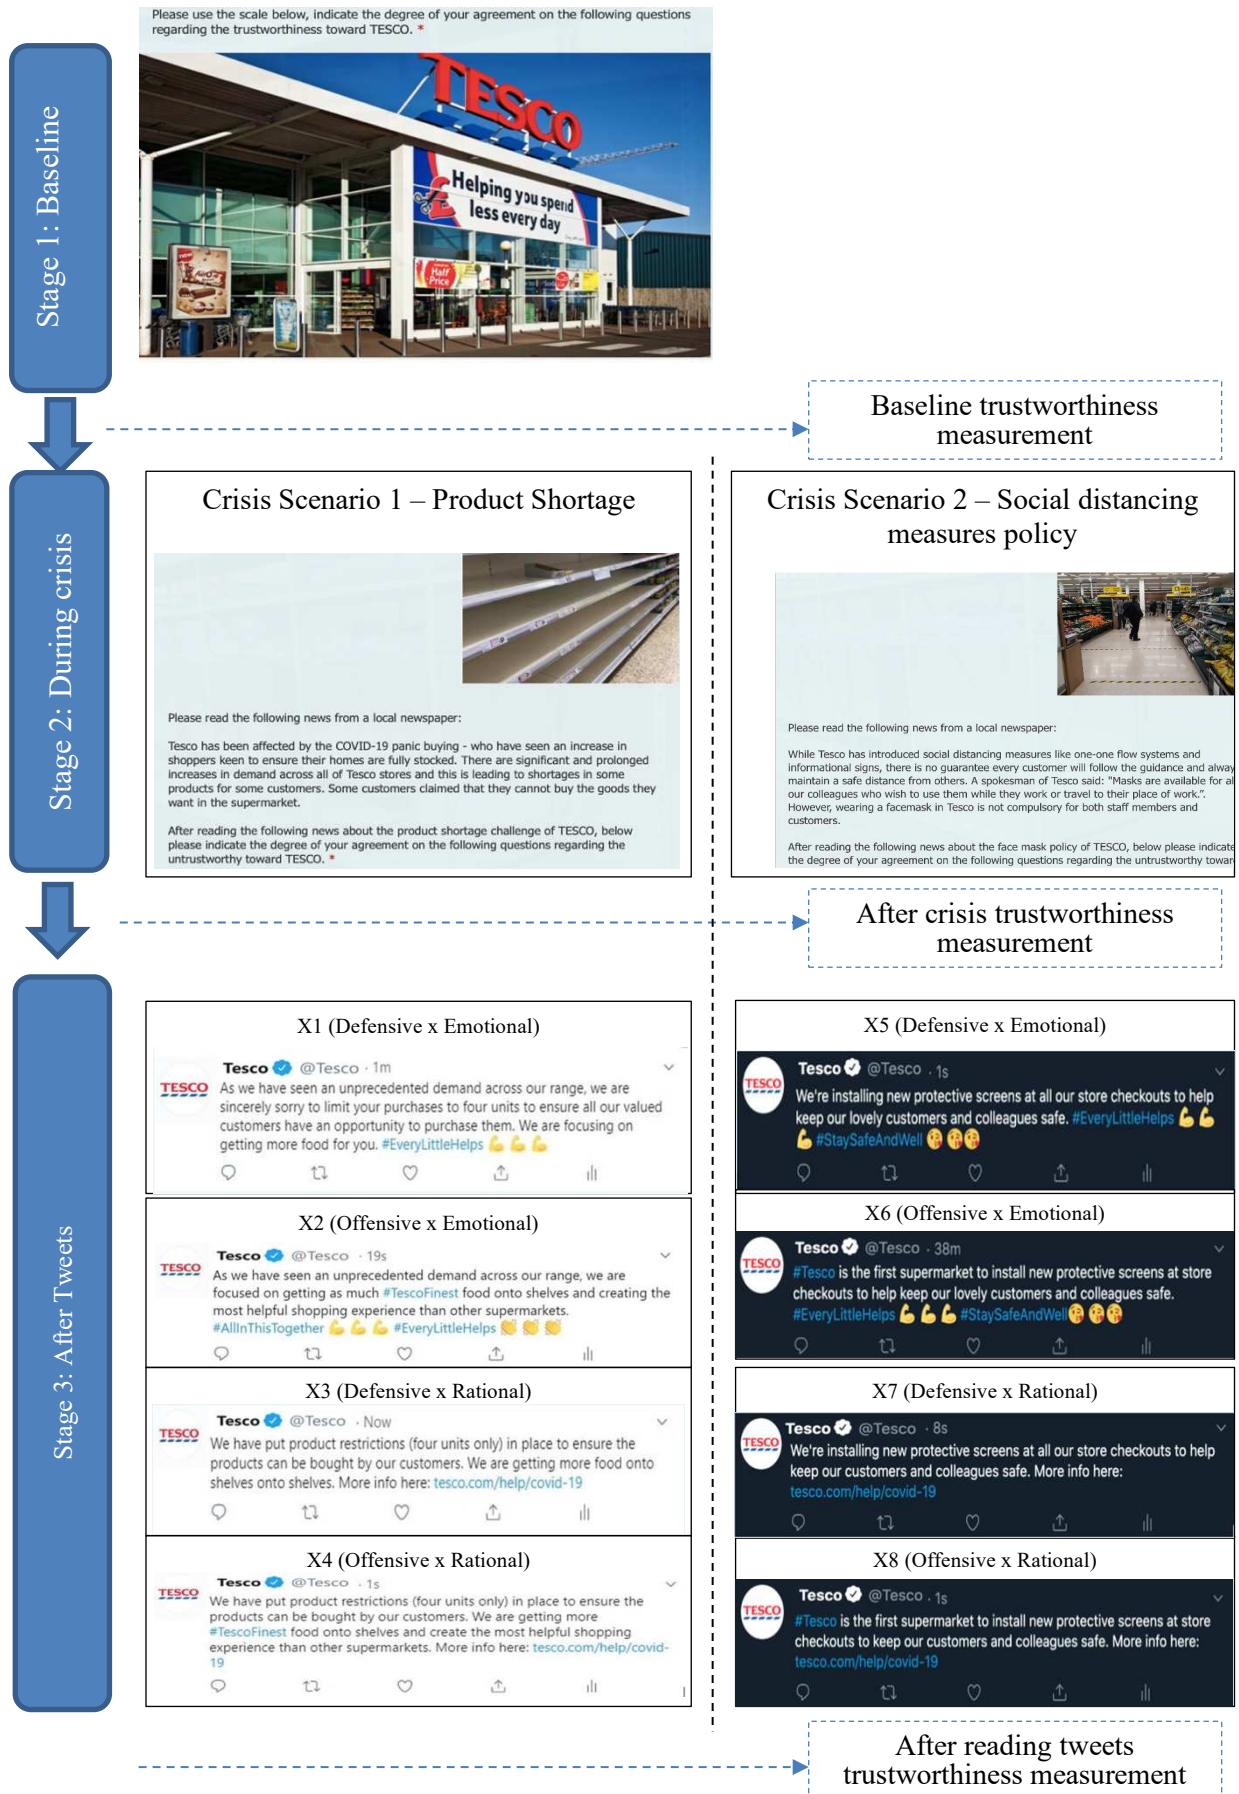 Please use the scale below, indicate the degree of your agreement on the following questions
regarding the trustworthiness toward TESCO. *
Stage 1: Baseline
TESCO
Helping you spend
less every day
Half
Price
Baseline trustworthiness
measurement
Stage 2: During crisis
Crisis Scenario 1 – Product Shortage
Please read the following news from a local newspaper:
Tesco has been affected by the COVID-19 panic buying - who have seen an increase in
shoppers keen to ensure their homes are fully stocked. There are significant and prolonged
increases in demand across all of Tesco stores and this is leading to shortages in some
products for some customers. Some customers claimed that they cannot buy the goods they
want in the supermarket.
After reading the following news about the product shortage challenge of TESCO, below
please indicate the degree of your agreement on the following questions regarding the
untrustworthy toward TESCO. *
Crisis Scenario 2 – Social distancing
measures policy
Please read the following news from a local newspaper:
While Tesco has introduced social distancing measures like one-one flow systems and
informational signs, there is no guarantee every customer will follow the guidance and alway
maintain a safe distance from others. A spokesman of Tesco said: "Masks are available for al
our colleagues who wish to use them while they work or travel to their place of work.".
However, wearing a facemask in Tesco is not compulsory for both staff members and
customers.
After reading the following news about the face mask policy of TESCO, below please indicate
the degree of your agreement on the following questions regarding the untrustworthy towar
After crisis trustworthiness
measurement
Stage 3: After Tweets
X1 (Defensive x Emotional)
TESCO
Tesco @Tesco · 1m
As we have seen an unprecedented demand across our range, we are
sincerely sorry to limit your purchases to four units to ensure all our valued
customers have an opportunity to purchase them. We are focusing on
getting more food for you. #EveryLittleHelps 💪 💪 💪
X2 (Offensive x Emotional)
TESCO
Tesco @Tesco · 19s
As we have seen an unprecedented demand across our range, we are
focused on getting as much #TescoFinest food onto shelves and creating the
most helpful shopping experience than other supermarkets.
#AllInThisTogether 💪 💪 💪 #EveryLittleHelps 👏 👏 👏
X3 (Defensive x Rational)
TESCO
Tesco @Tesco · Now
We have put product restrictions (four units only) in place to ensure the
products can be bought by our customers. We are getting more food onto
shelves onto shelves. More info here: tesco.com/help/covid-19
X4 (Offensive x Rational)
TESCO
Tesco @Tesco · 1s
We have put product restrictions (four units only) in place to ensure the
products can be bought by our customers. We are getting more
#TescoFinest food onto shelves and create the most helpful shopping
experience than other supermarkets. More info here: tesco.com/help/covid-
19
X5 (Defensive x Emotional)
TESCO
Tesco @Tesco · 1s
We're installing new protective screens at all our store checkouts to help
keep our lovely customers and colleagues safe. #EveryLittleHelps 💪 💪
💪 #StaySafeAndWell 😘 😘 😘
X6 (Offensive x Emotional)
TESCO
Tesco @Tesco · 38m
#Tesco is the first supermarket to install new protective screens at store
checkouts to help keep our lovely customers and colleagues safe.
#EveryLittleHelps 💪 💪 💪 #StaySafeAndWell 😘 😘 😘
X7 (Defensive x Rational)
TESCO
Tesco @Tesco · 8s
We're installing new protective screens at all our store checkouts to help
keep our customers and colleagues safe. More info here:
tesco.com/help/covid-19
X8 (Offensive x Rational)
TESCO
Tesco @Tesco · 1s
#Tesco is the first supermarket to install new protective screens at store
checkouts to keep our customers and colleagues safe. More info here:
tesco.com/help/covid-19
After reading tweets
trustworthiness measurement